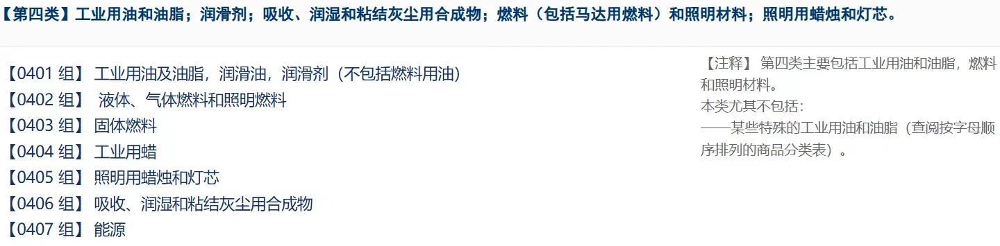 【第四类】工业用油和油脂；润滑剂；吸收、润湿和粘结灰尘用合成物；燃料（包括马达用燃料）和照明材料；照明用蜡烛和灯芯。
【0401 组】 工业用油及油脂，润滑油，润滑剂（不包括燃料用油）
【0402 组】 液体、气体燃料和照明燃料
【0403 组】 固体燃料
【0404 组】 工业用蜡
【0405 组】 照明用蜡烛和灯芯
【0406 组】 吸收、润湿和粘结灰尘用合成物
【0407 组】 能源
【注释】 第四类主要包括工业用油和油脂，燃料
和照明材料。
本类尤其不包括：
——某些特殊的工业用油和油脂（查阅按字母顺
序排列的商品分类表）。